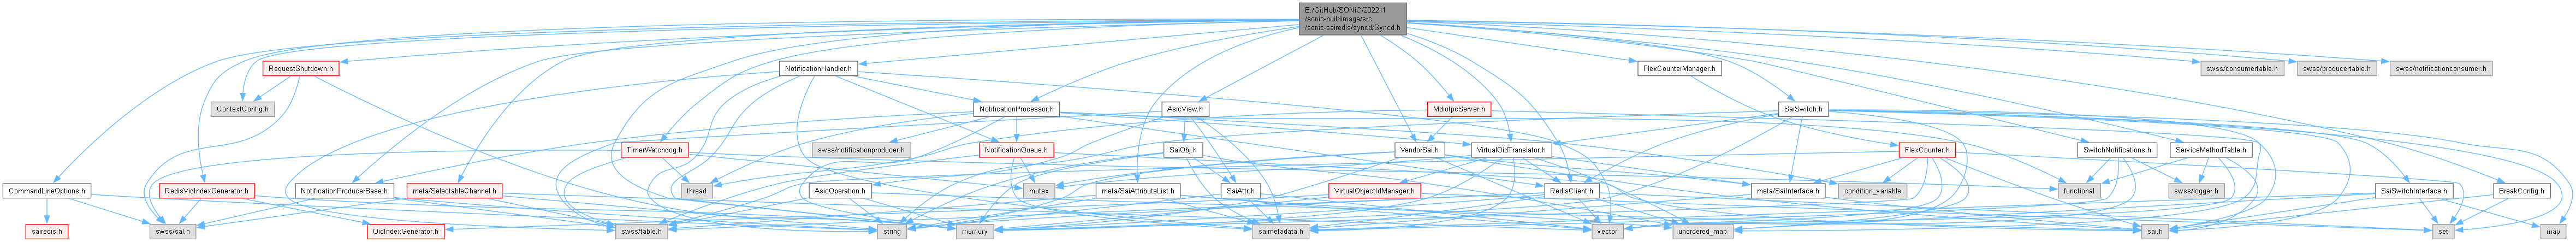 E:/GitHub/SONiC/202211
/sonic-buildimage/src
/sonic-sairedis/syncd/Syncd.h
RequestShutdown.h
NotificationHandler.h
FlexCounterManager.h
swss/consumertable.h
swss/producertable.h
swss/notificationconsumer.h
ContextConfig.h
NotificationProcessor.h
AsicView.h
MdioIpcServer.h
SaiSwitch.h
TimerWatchdog.h
swss/notificationproducer.h
NotificationQueue.h
SaiObj.h
VendorSai.h
VirtualOidTranslator.h
FlexCounter.h
SwitchNotifications.h
ServiceMethodTable.h
CommandLineOptions.h
RedisVidIndexGenerator.h
NotificationProducerBase.h
meta/SelectableChannel.h
thread
AsicOperation.h
mutex
meta/SaiAttributeList.h
SaiAttr.h
VirtualObjectIdManager.h
RedisClient.h
meta/SaiInterface.h
condition_variable
functional
swss/logger.h
SaiSwitchInterface.h
BreakConfig.h
sairedis.h
swss/sal.h
UidIndexGenerator.h
swss/table.h
string
memory
saimetadata.h
vector
unordered_map
sai.h
set
map